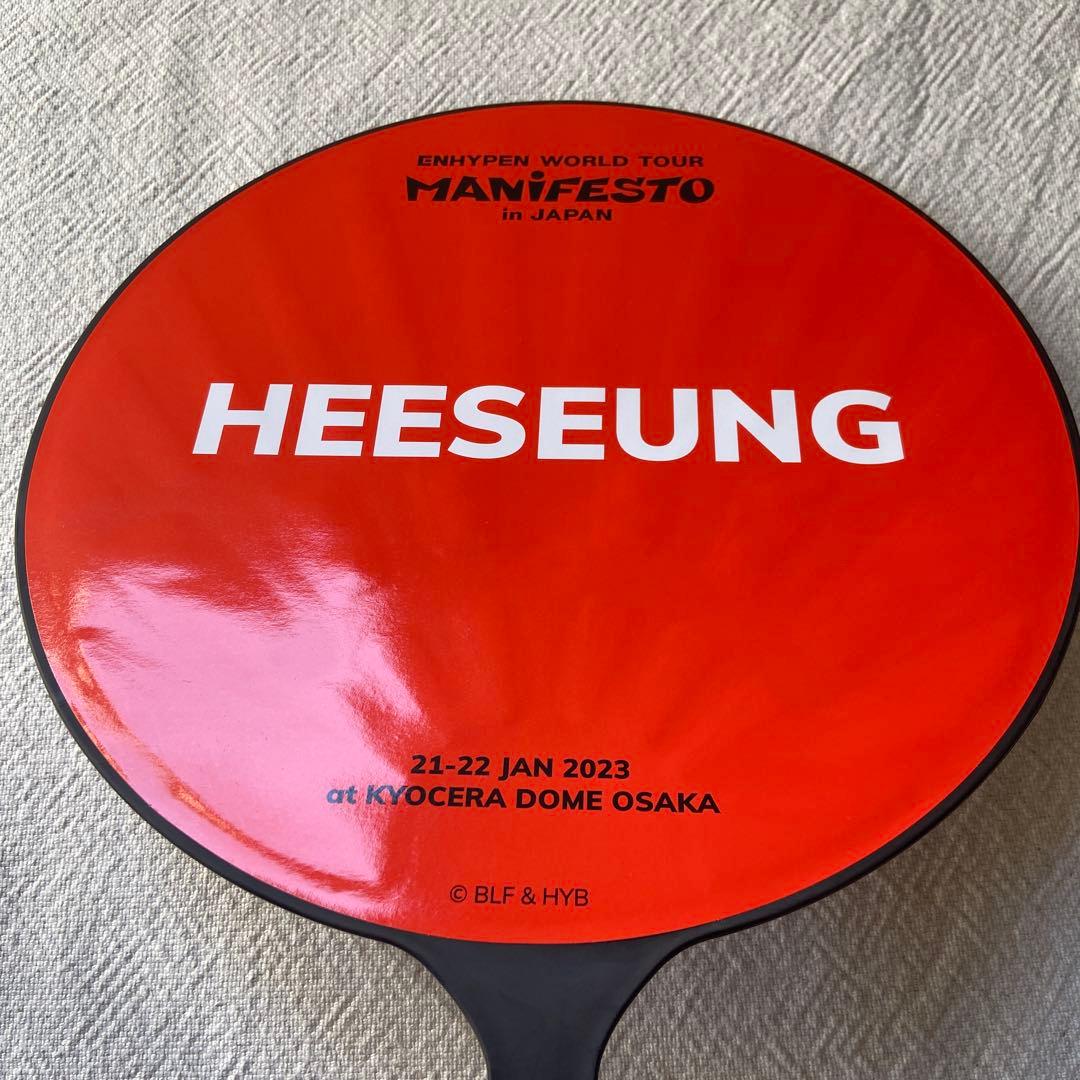 ENHYPEN WORLD TOUR
MANiFESTO
in JAPAN
HEESEUNG
21-22 JAN 2023
at KYOCERA DOME OSAKA
© BLF & HYB